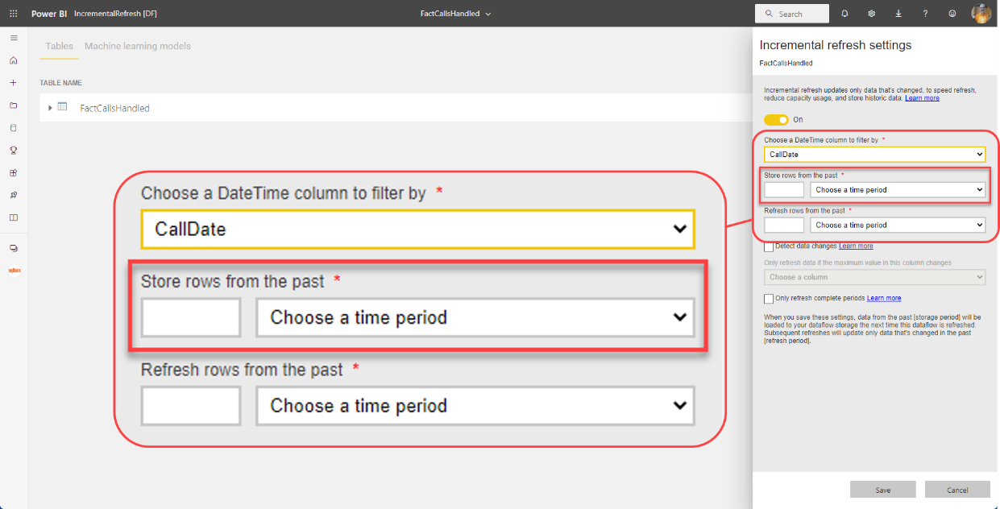 Power BI IncrementalRefresh [DF]
FactCallsHandled
Search
Tables Machine learning models
TABLE NAME
FactCallsHandled
Choose a DateTime column to filter by *
CallDate
Store rows from the past *
Choose a time period
Refresh rows from the past *
Choose a time period
Incremental refresh settings
FactCallsHandled
Incremental refresh updates only data that's changed, to speed refresh,
reduce capacity usage, and store historic data. Learn more
On
Choose a DateTime column to filter by *
CallDate
Store rows from the past *
Choose a time period
Refresh rows from the past *
Choose a time period
Detect data changes Learn more
Only refresh data if the maximum value in this column changes
Choose a column
Only refresh complete periods Learn more
When you save these settings, data from the past [storage period] will be
loaded to your dataflow storage the next time this dataflow is refreshed.
Subsequent refreshes will update only data that's changed in the past
[refresh period].
Save Cancel